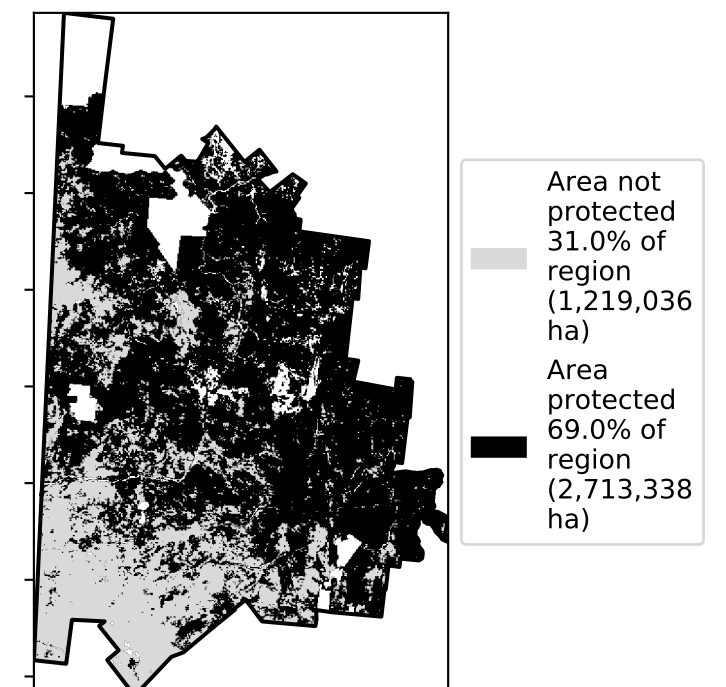 Area not
protected
31.0% of
region
(1,219,036
ha)
Area
protected
69.0% of
region
(2,713,338
ha)